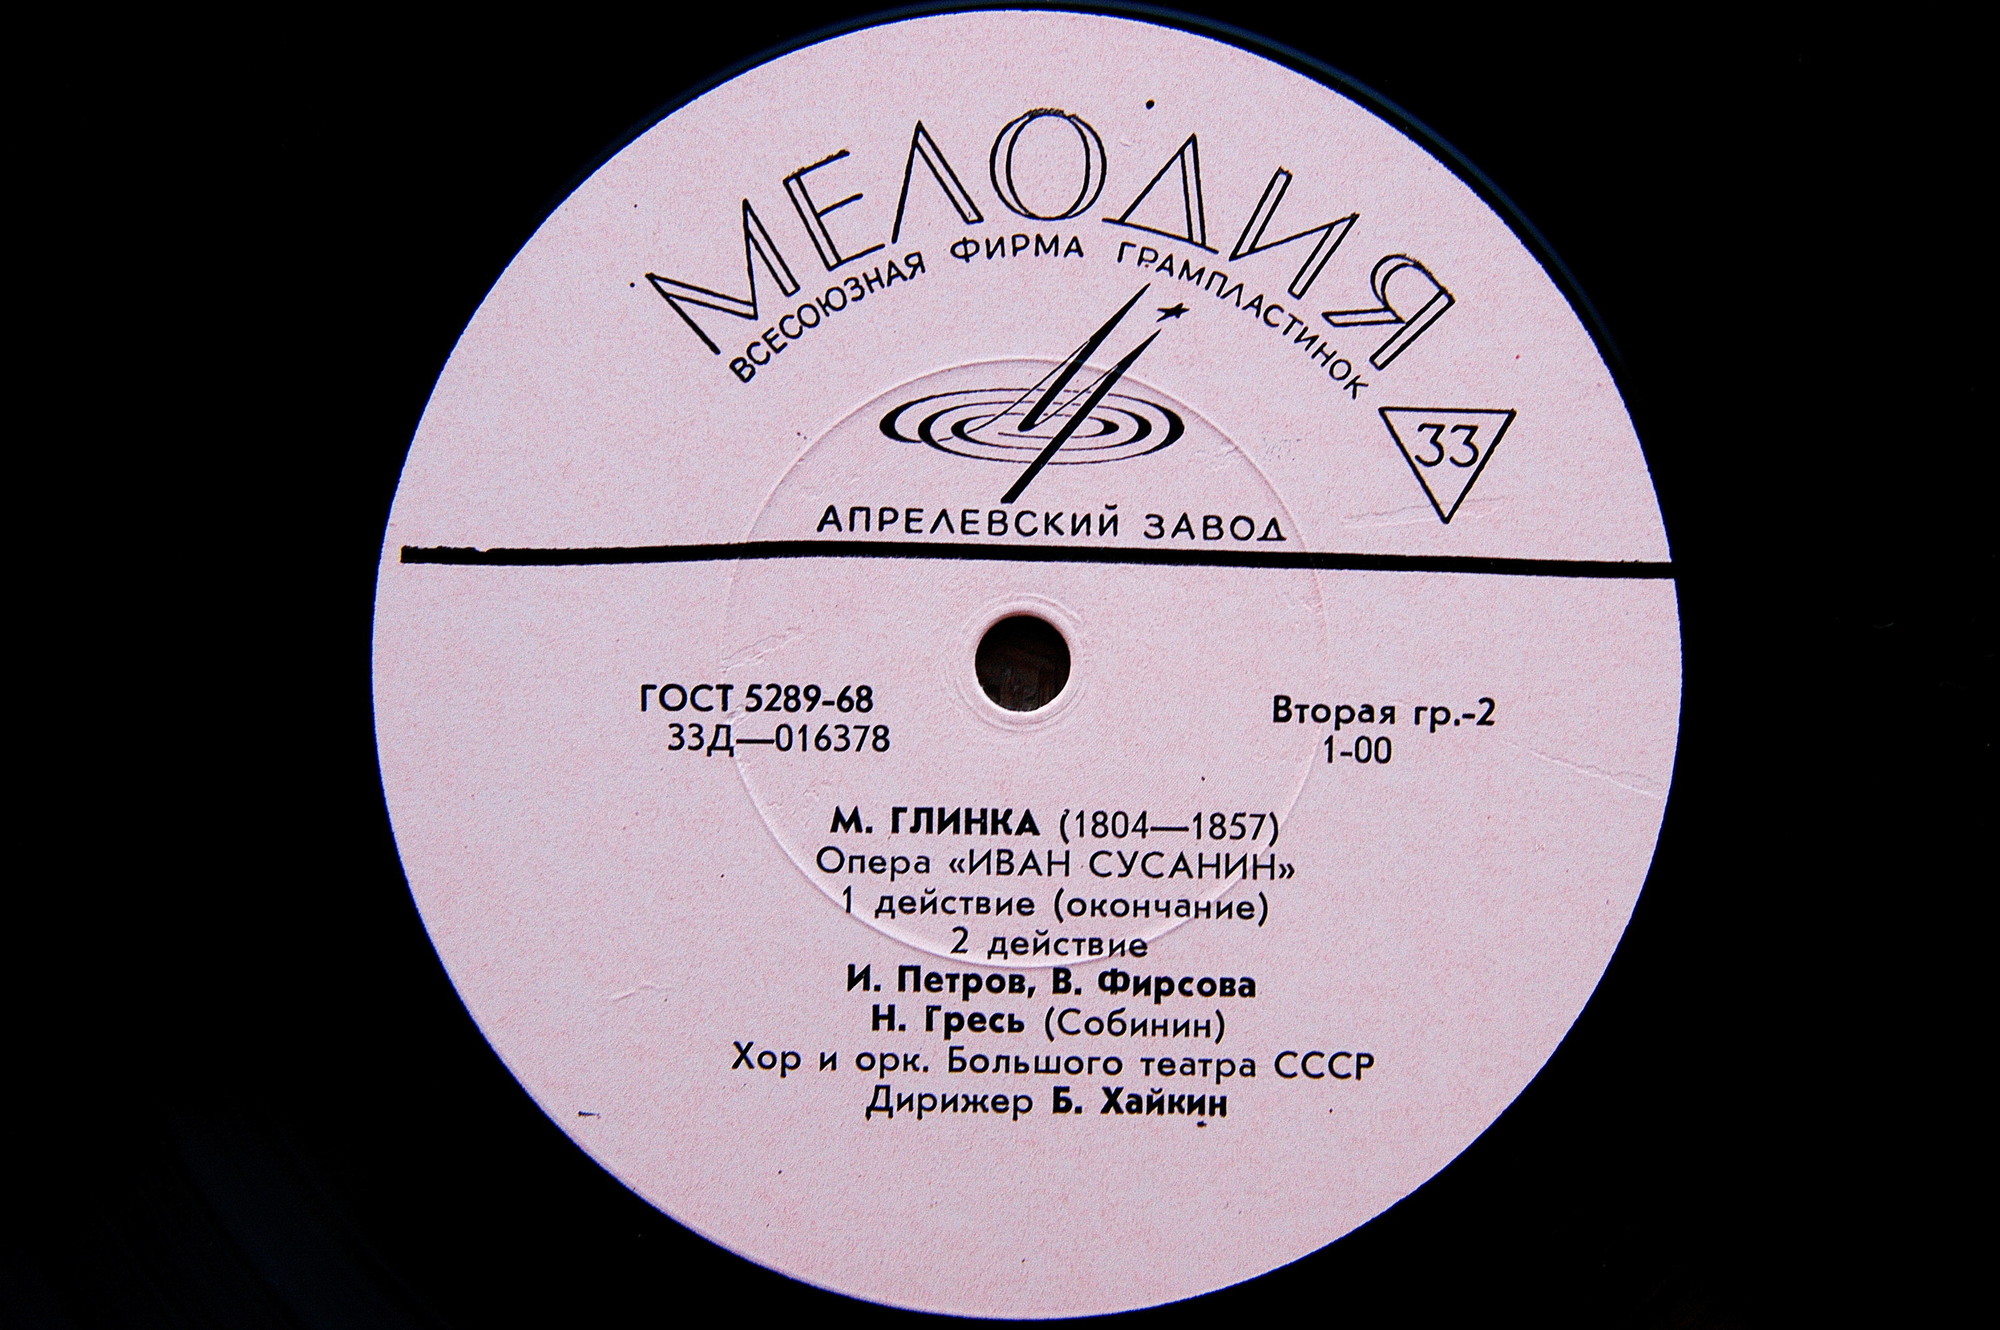 МЕЛОДИЯ
ВСЕСОЮЗНАЯ ФИРМА ГРАМПЛАСТИНОК
33
АПРЕЛЕВСКИЙ ЗАВОД
ГОСТ 5289-68
33Д—016378
Вторая гр.-2
1-00
М. ГЛИНКА (1804—1857)
Опера «ИВАН СУСАНИН»
1 действие (окончание)
2 действие
И. Петров, В. Фирсова
Н. Гресь (Собинин)
Хор и орк. Большого театра СССР
Дирижер Б. Хайкин